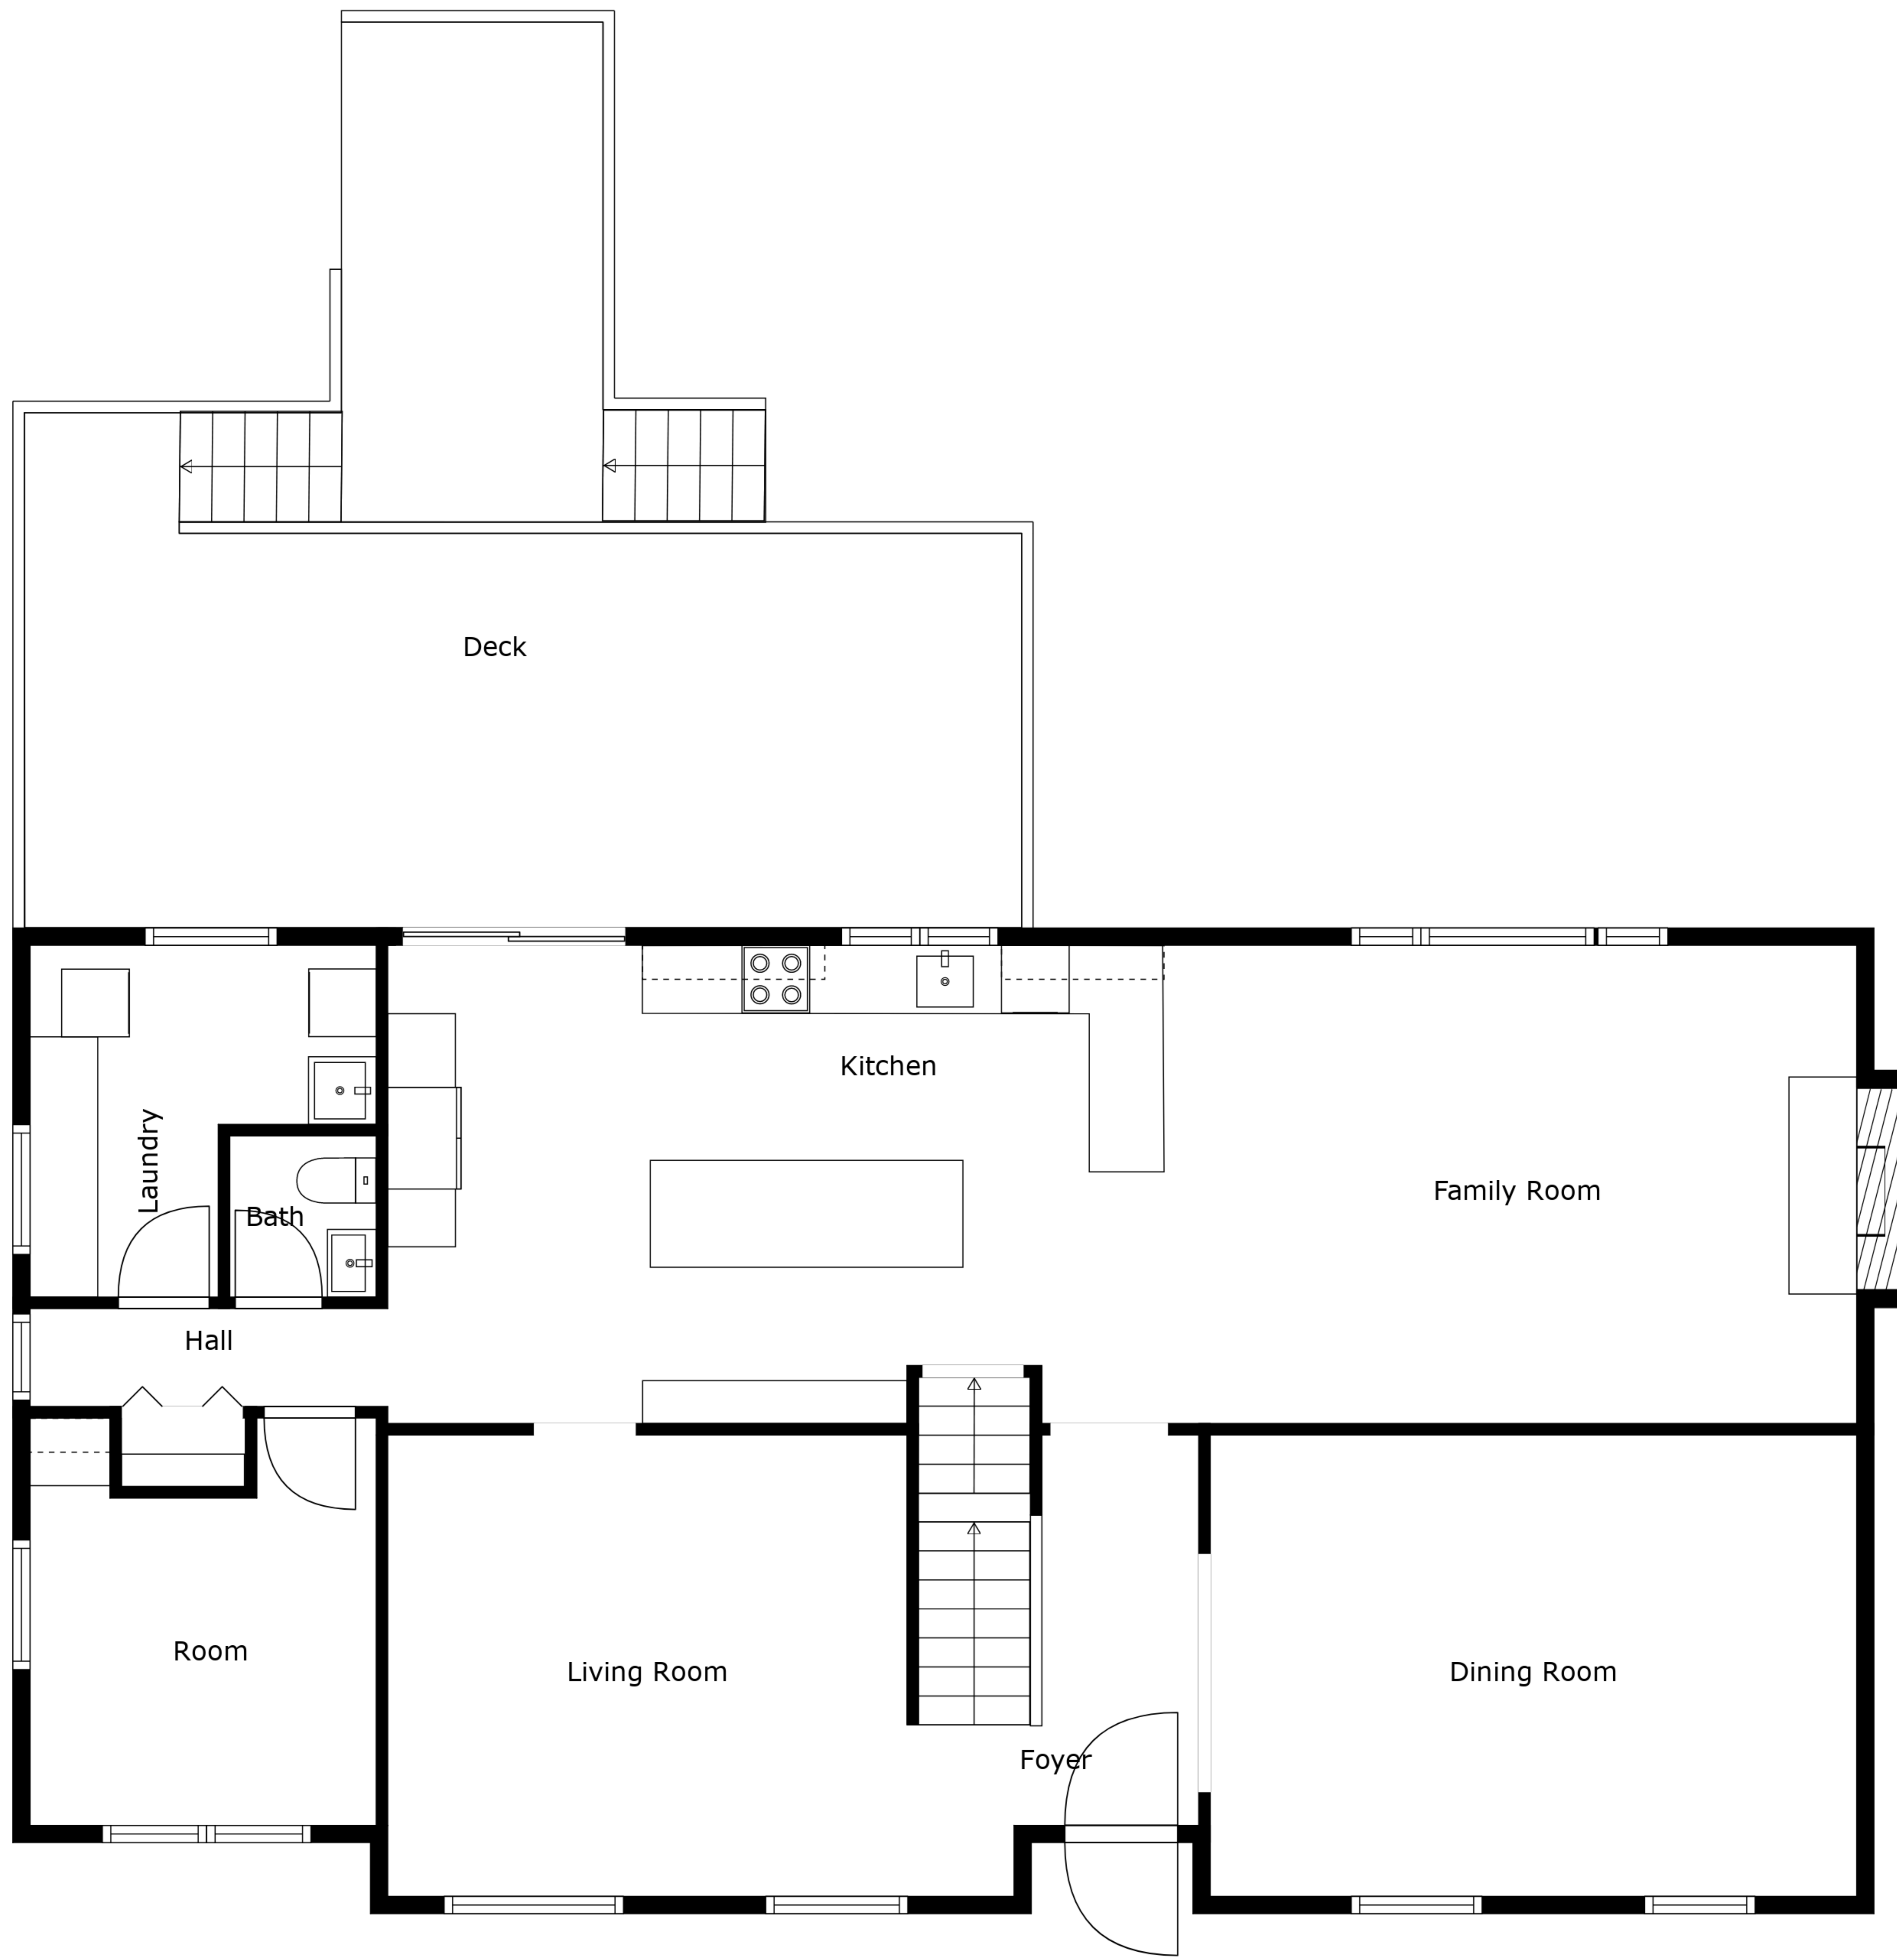 Deck
Kitchen
Laundry
Family Room
Bath
Hall
Room
Living Room
Dining Room
Foyer